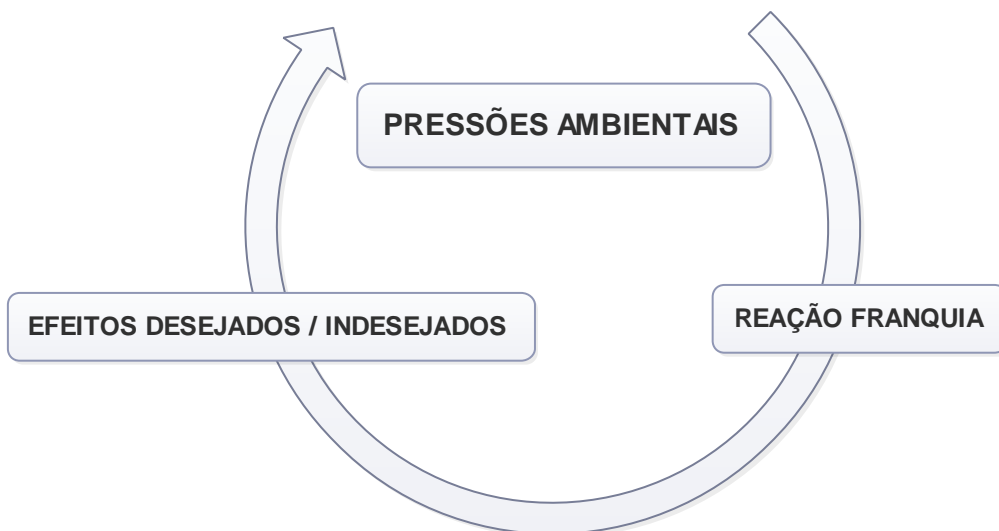 PRESSÕES AMBIENTAIS
EFEITOS DESEJADOS / INDESEJADOS
REAÇÃO FRANQUIA